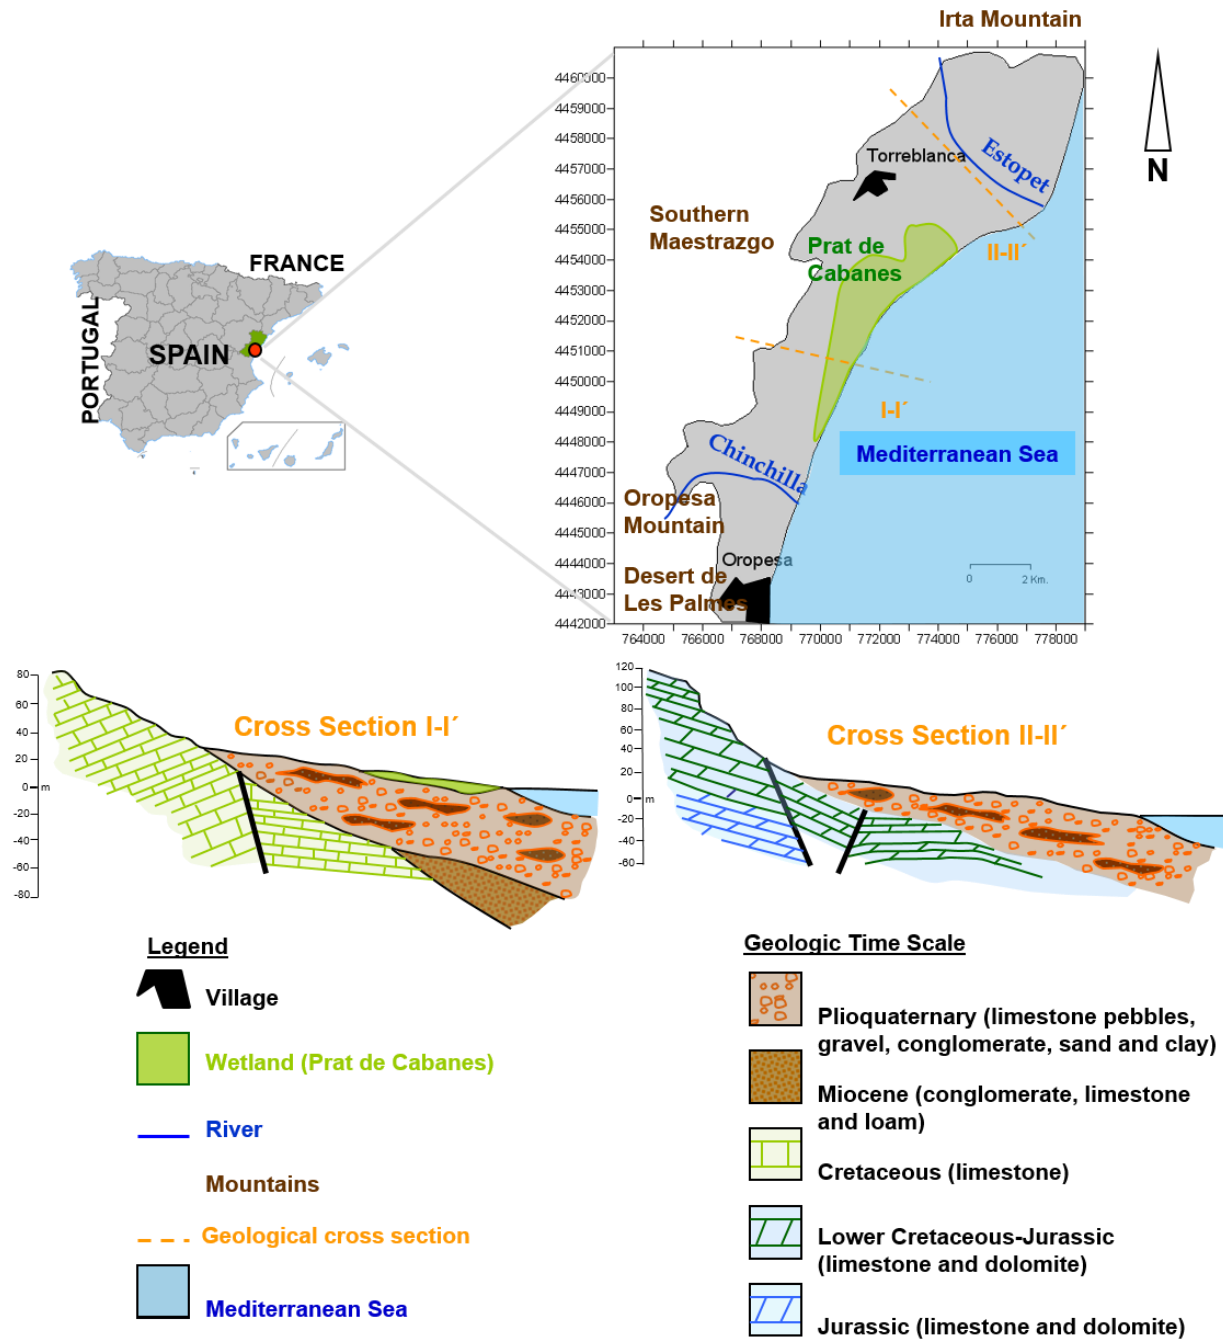 Irta Mountain
FRANCE
PORTUGAL
SPAIN
4460000
4459000
4458000
4457000
4456000
4455000
4454000
4453000
4452000
4451000
4450000
4449000
4448000
4447000
4446000
4445000
4444000
4443000
4442000
764000
766000
768000
770000
772000
774000
776000
778000
Torreblanca
Estopet
Southern
Maestrazgo
Prat de
Cabanes
II-II´
I-I´
Mediterranean Sea
Chinchilla
Oropesa
Mountain
Oropesa
Desert de
Les Palmes
0
2 Km.
N
Cross Section I-I´
80
60
40
20
0
m
-20
-40
-60
-80
Cross Section II-II´
120
100
80
60
40
20
0
m
-20
-40
-60
Legend
Village
Wetland (Prat de Cabanes)
River
Mountains
Geological cross section
Mediterranean Sea
Geologic Time Scale
Plioquaternary (limestone pebbles,
gravel, conglomerate, sand and clay)
Miocene (conglomerate, limestone
and loam)
Cretaceous (limestone)
Lower Cretaceous-Jurassic
(limestone and dolomite)
Jurassic (limestone and dolomite)